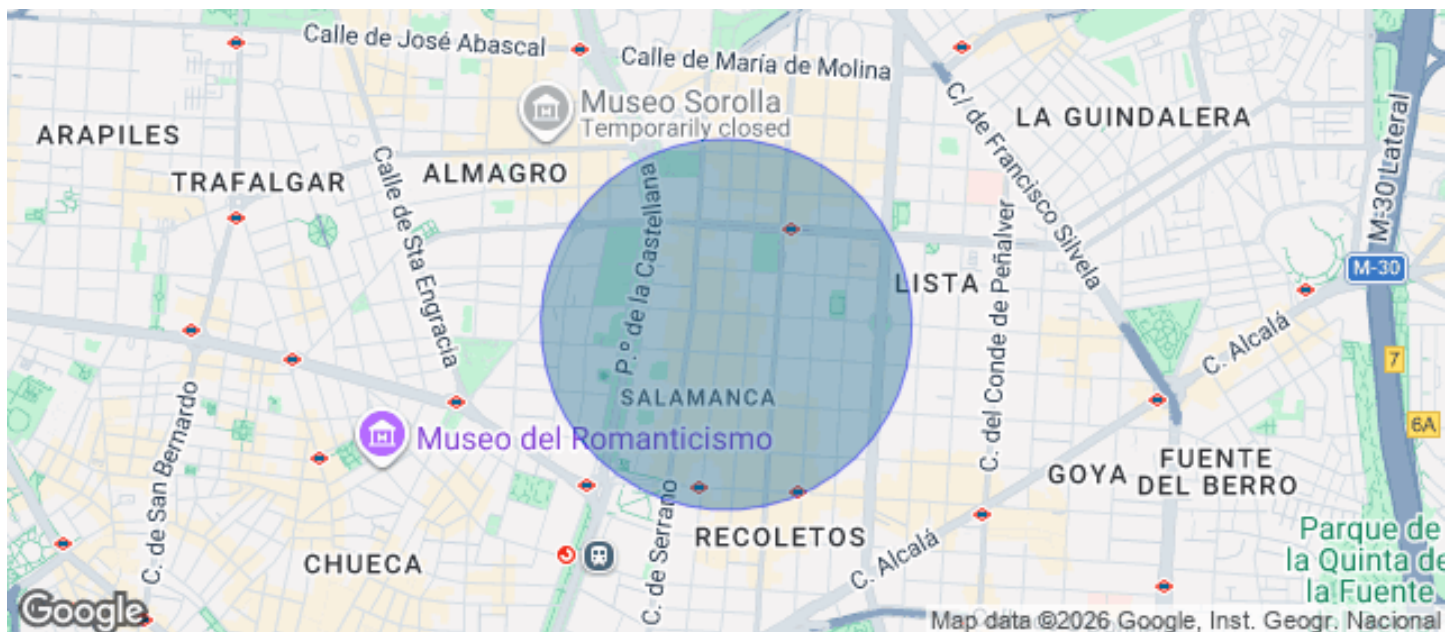 Calle de José Abascal
Calle de María de Molina
Museo Sorolla
Temporarily closed
C/ de Francisco Silvela
LA GUINDALERA
M-30 Lateral
ARAPILES
TRAFALGAR
Calle de Sta Engracia
ALMAGRO
P.º de la Castellana
LISTA
C. del Conde de Peñalver
M-30
C. Alcalá
7
SALAMANCA
C. de San Bernardo
Museo del Romanticismo
6A
GOYA
FUENTE
DEL BERRO
C. de Serrano
RECOLETOS
CHUECA
C. Alcalá
Parque de
la Quinta de
la Fuente
Google
Map data ©2026 Google, Inst. Geogr. Nacional